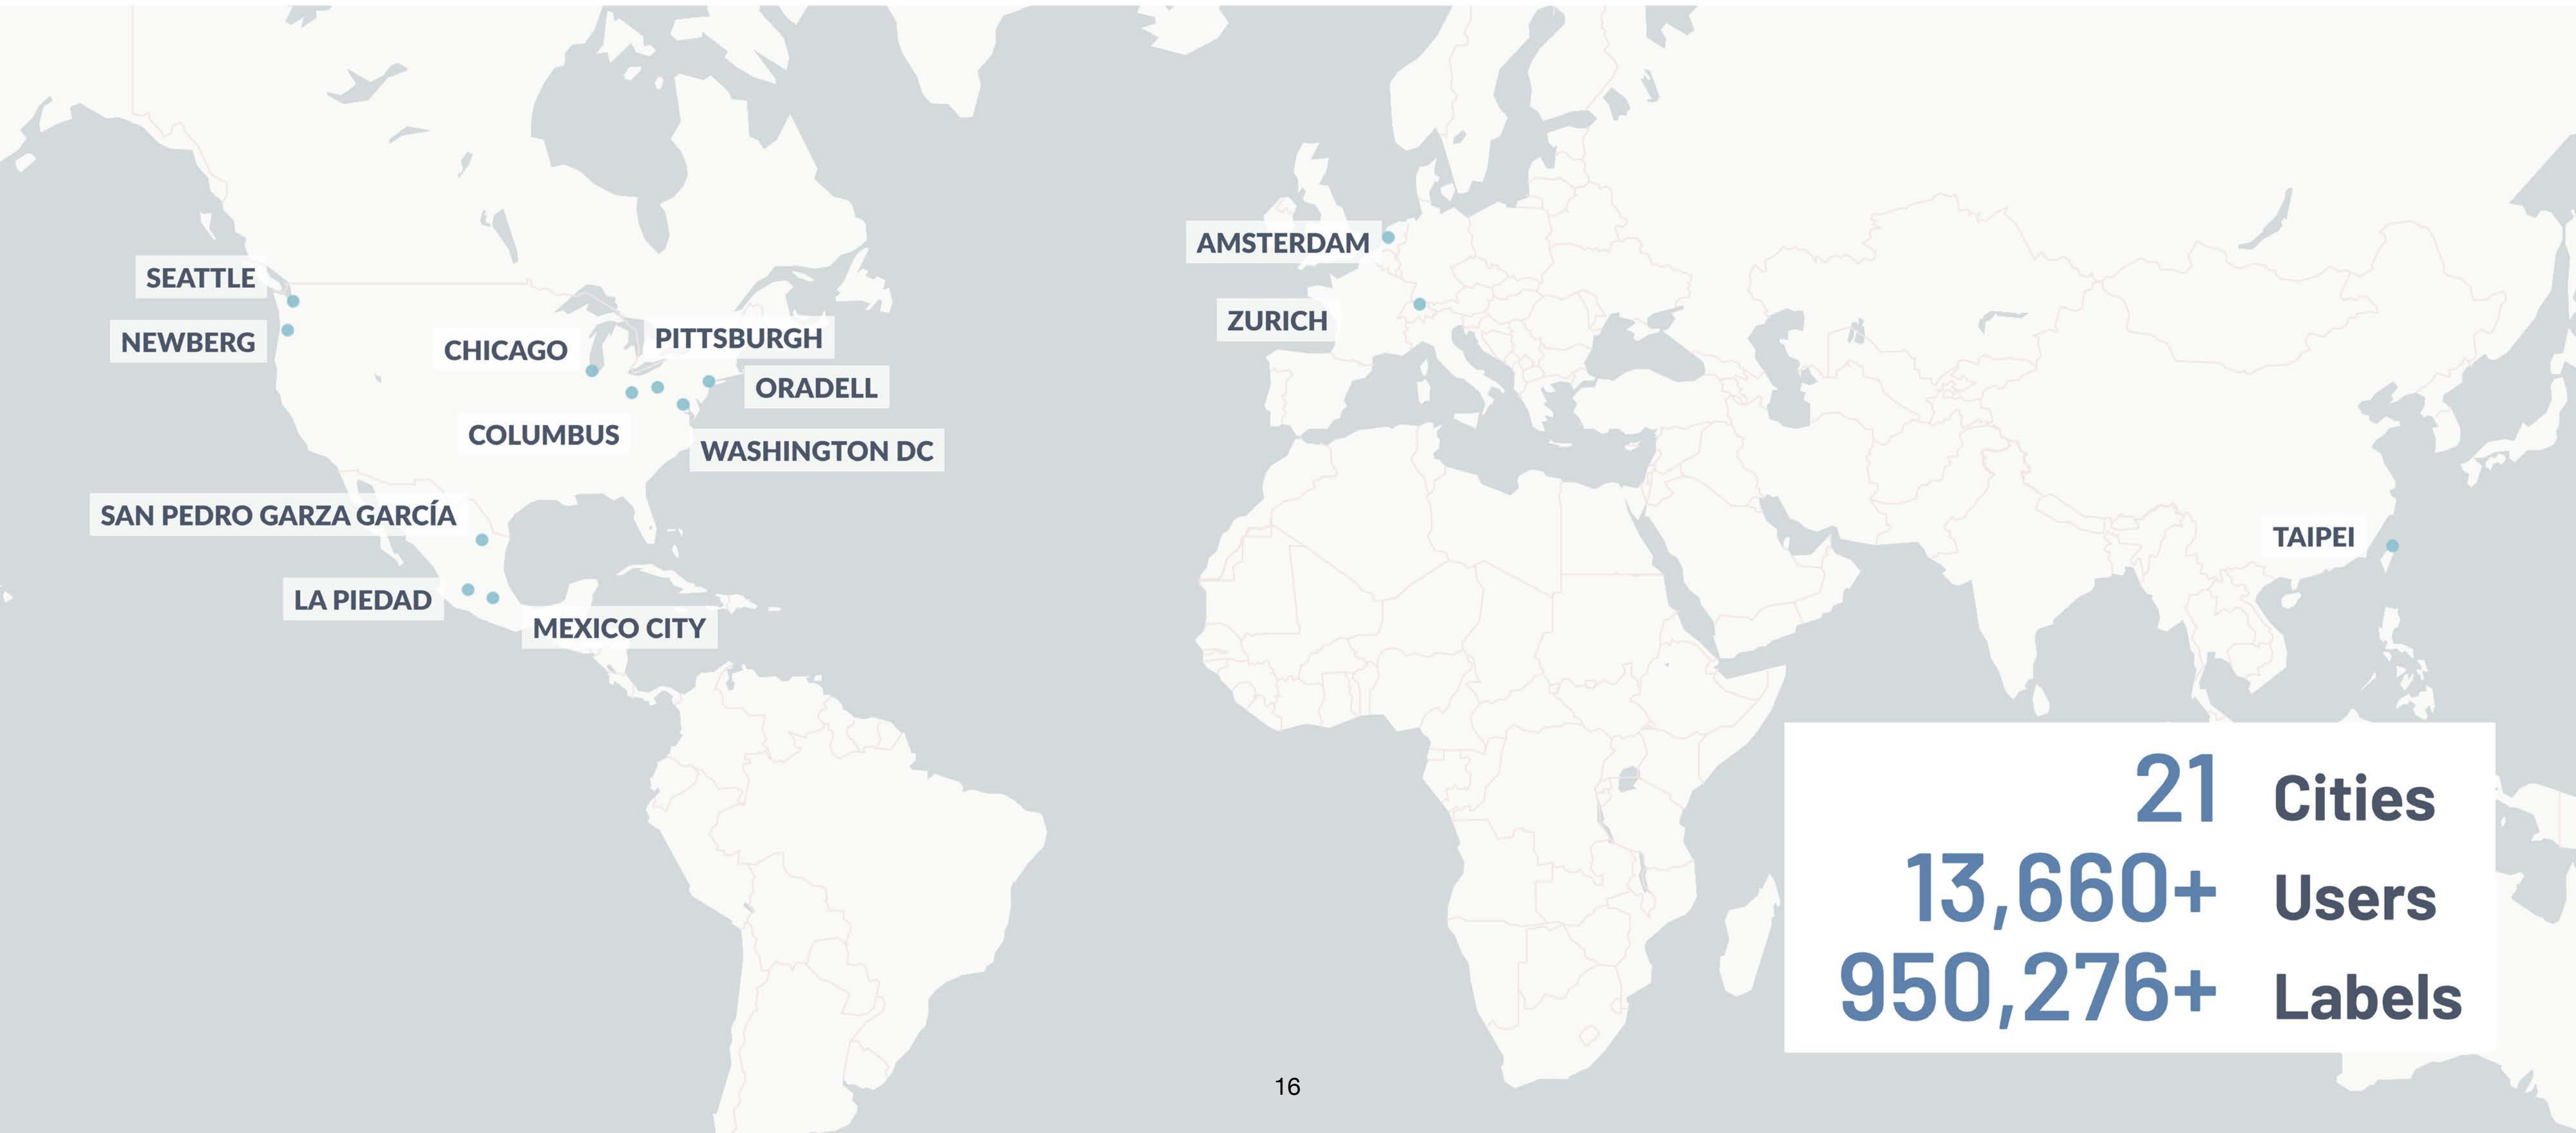 AMSTERDAM
SEATTLE
ZURICH
PITTSBURGH
NEWBERG
CHICAGO
ORADELL
COLUMBUS
WASHINGTON DC
SAN PEDRO GARZA GARCÍA
TAIPEI
LA PIEDAD
MEXICO CITY
21 Cities
13,660+ Users
950,276+ Labels
16